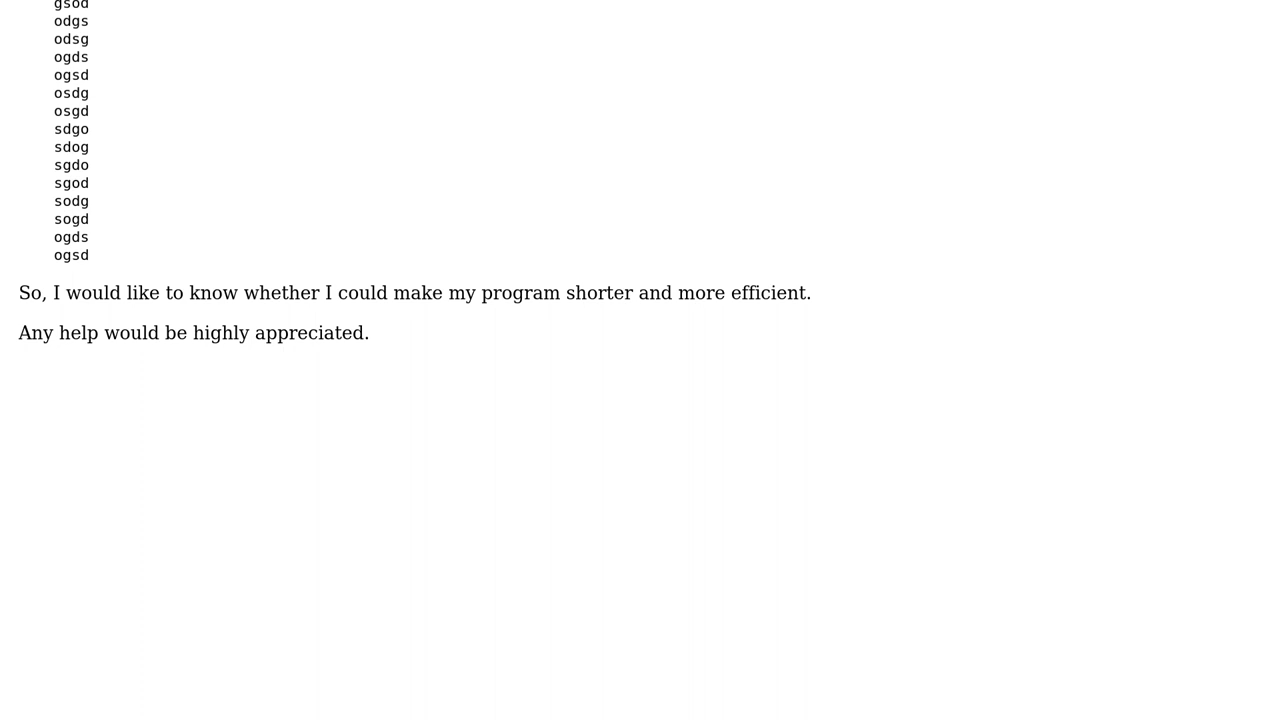 gsod
odgs
odsg
ogds
ogsd
osdg
osgd
sdgo
sdog
sgdo
sgod
sodg
sogd
ogds
ogsd
So, I would like to know whether I could make my program shorter and more efficient.
Any help would be highly appreciated.